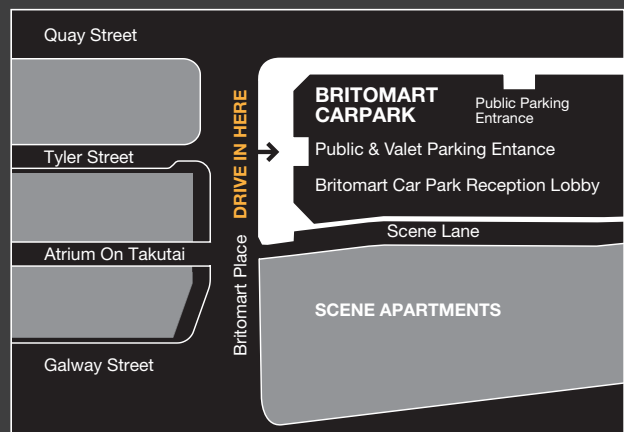 Quay Street
BRITOMART
CARPARK
Public Parking
Entrance
DRIVE IN HERE
Tyler Street
Public & Valet Parking Entance
Britomart Car Park Reception Lobby
Scene Lane
Atrium On Takutai
Britomart Place
SCENE APARTMENTS
Galway Street